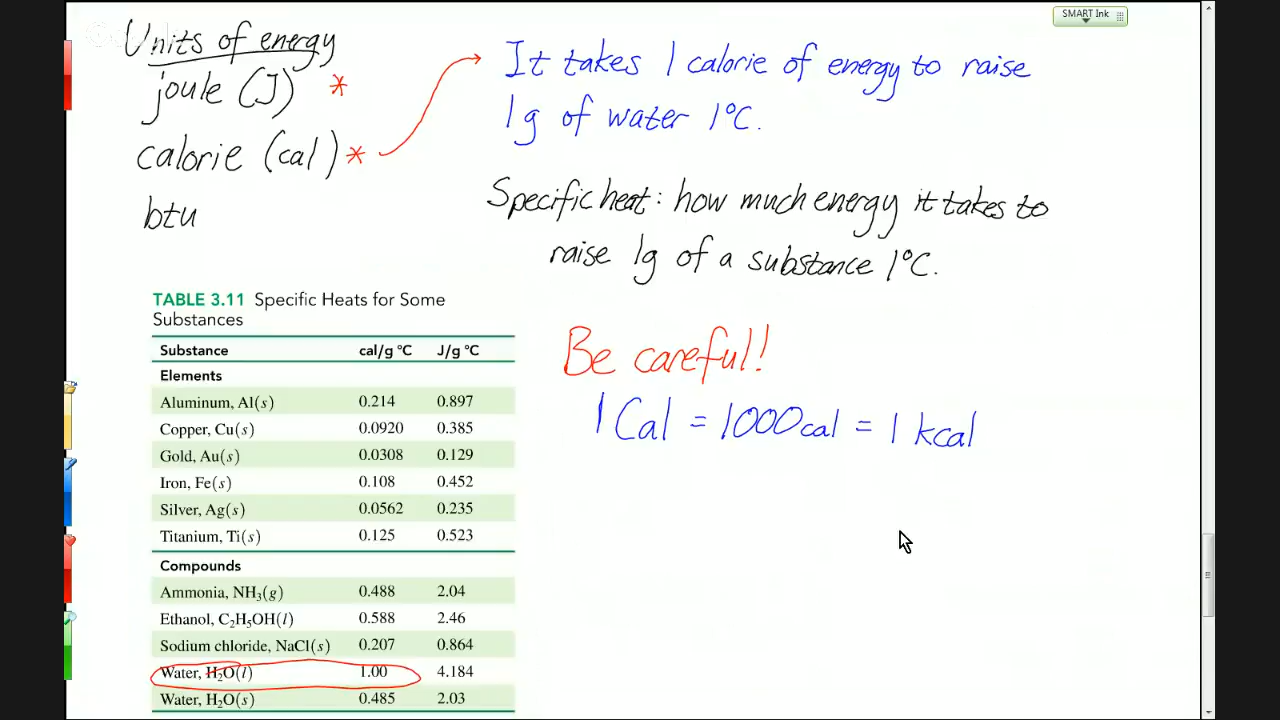 SMART Ink
Units of energy
joule (J) *
calorie (cal) *
btu
It takes 1 calorie of energy to raise
1g of water 1°C.
Specific heat: how much energy it takes to
raise 1g of a substance 1°C.
Be careful!
1 Cal = 1000cal = 1 kcal
TABLE 3.11 Specific Heats for Some
Substances
Substance cal/g °C J/g °C
Elements
Aluminum, Al(s) 0.214 0.897
Copper, Cu(s) 0.0920 0.385
Gold, Au(s) 0.0308 0.129
Iron, Fe(s) 0.108 0.452
Silver, Ag(s) 0.0562 0.235
Titanium, Ti(s) 0.125 0.523
Compounds
Ammonia, NH₃(g) 0.488 2.04
Ethanol, C₂H₅OH(l) 0.588 2.46
Sodium chloride, NaCl(s) 0.207 0.864
Water, H₂O(l) 1.00 4.184
Water, H₂O(s) 0.485 2.03